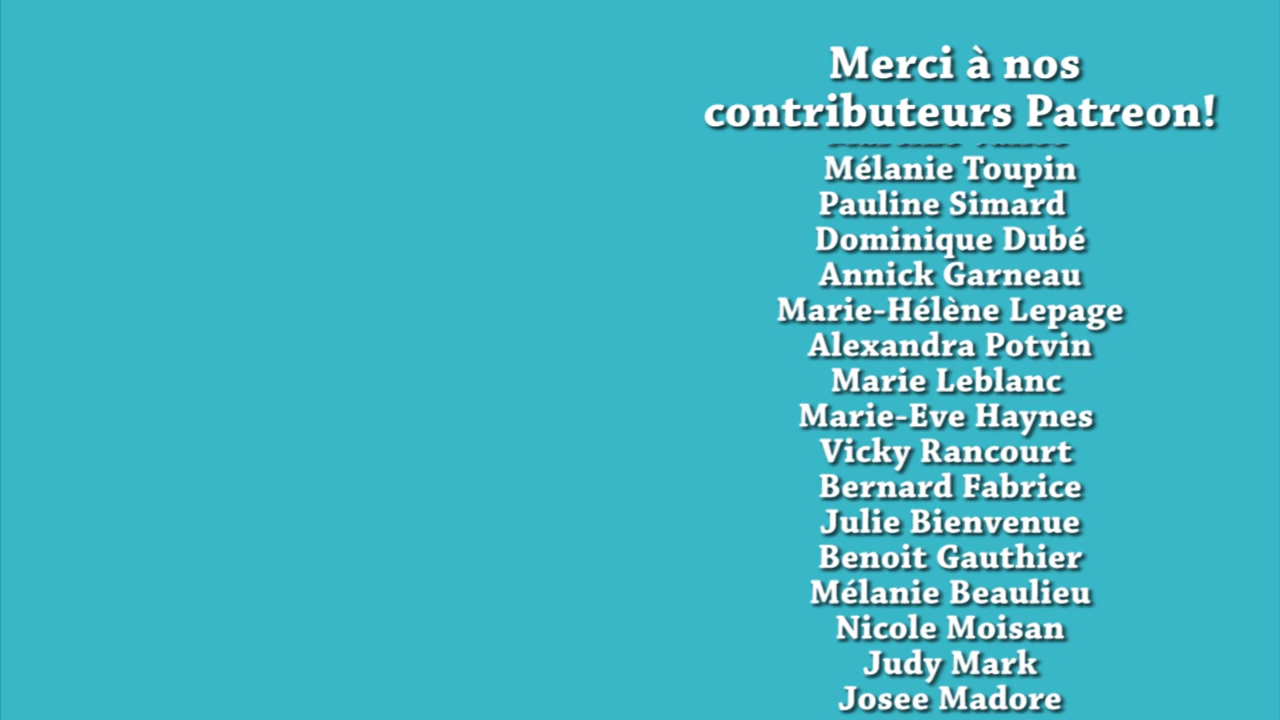 Merci à nos
contributeurs Patreon!
Mélanie Toupin
Pauline Simard
Dominique Dubé
Annick Garneau
Marie-Hélène Lepage
Alexandra Potvin
Marie Leblanc
Marie-Eve Haynes
Vicky Rancourt
Bernard Fabrice
Julie Bienvenue
Benoit Gauthier
Mélanie Beaulieu
Nicole Moisan
Judy Mark
Josee Madore